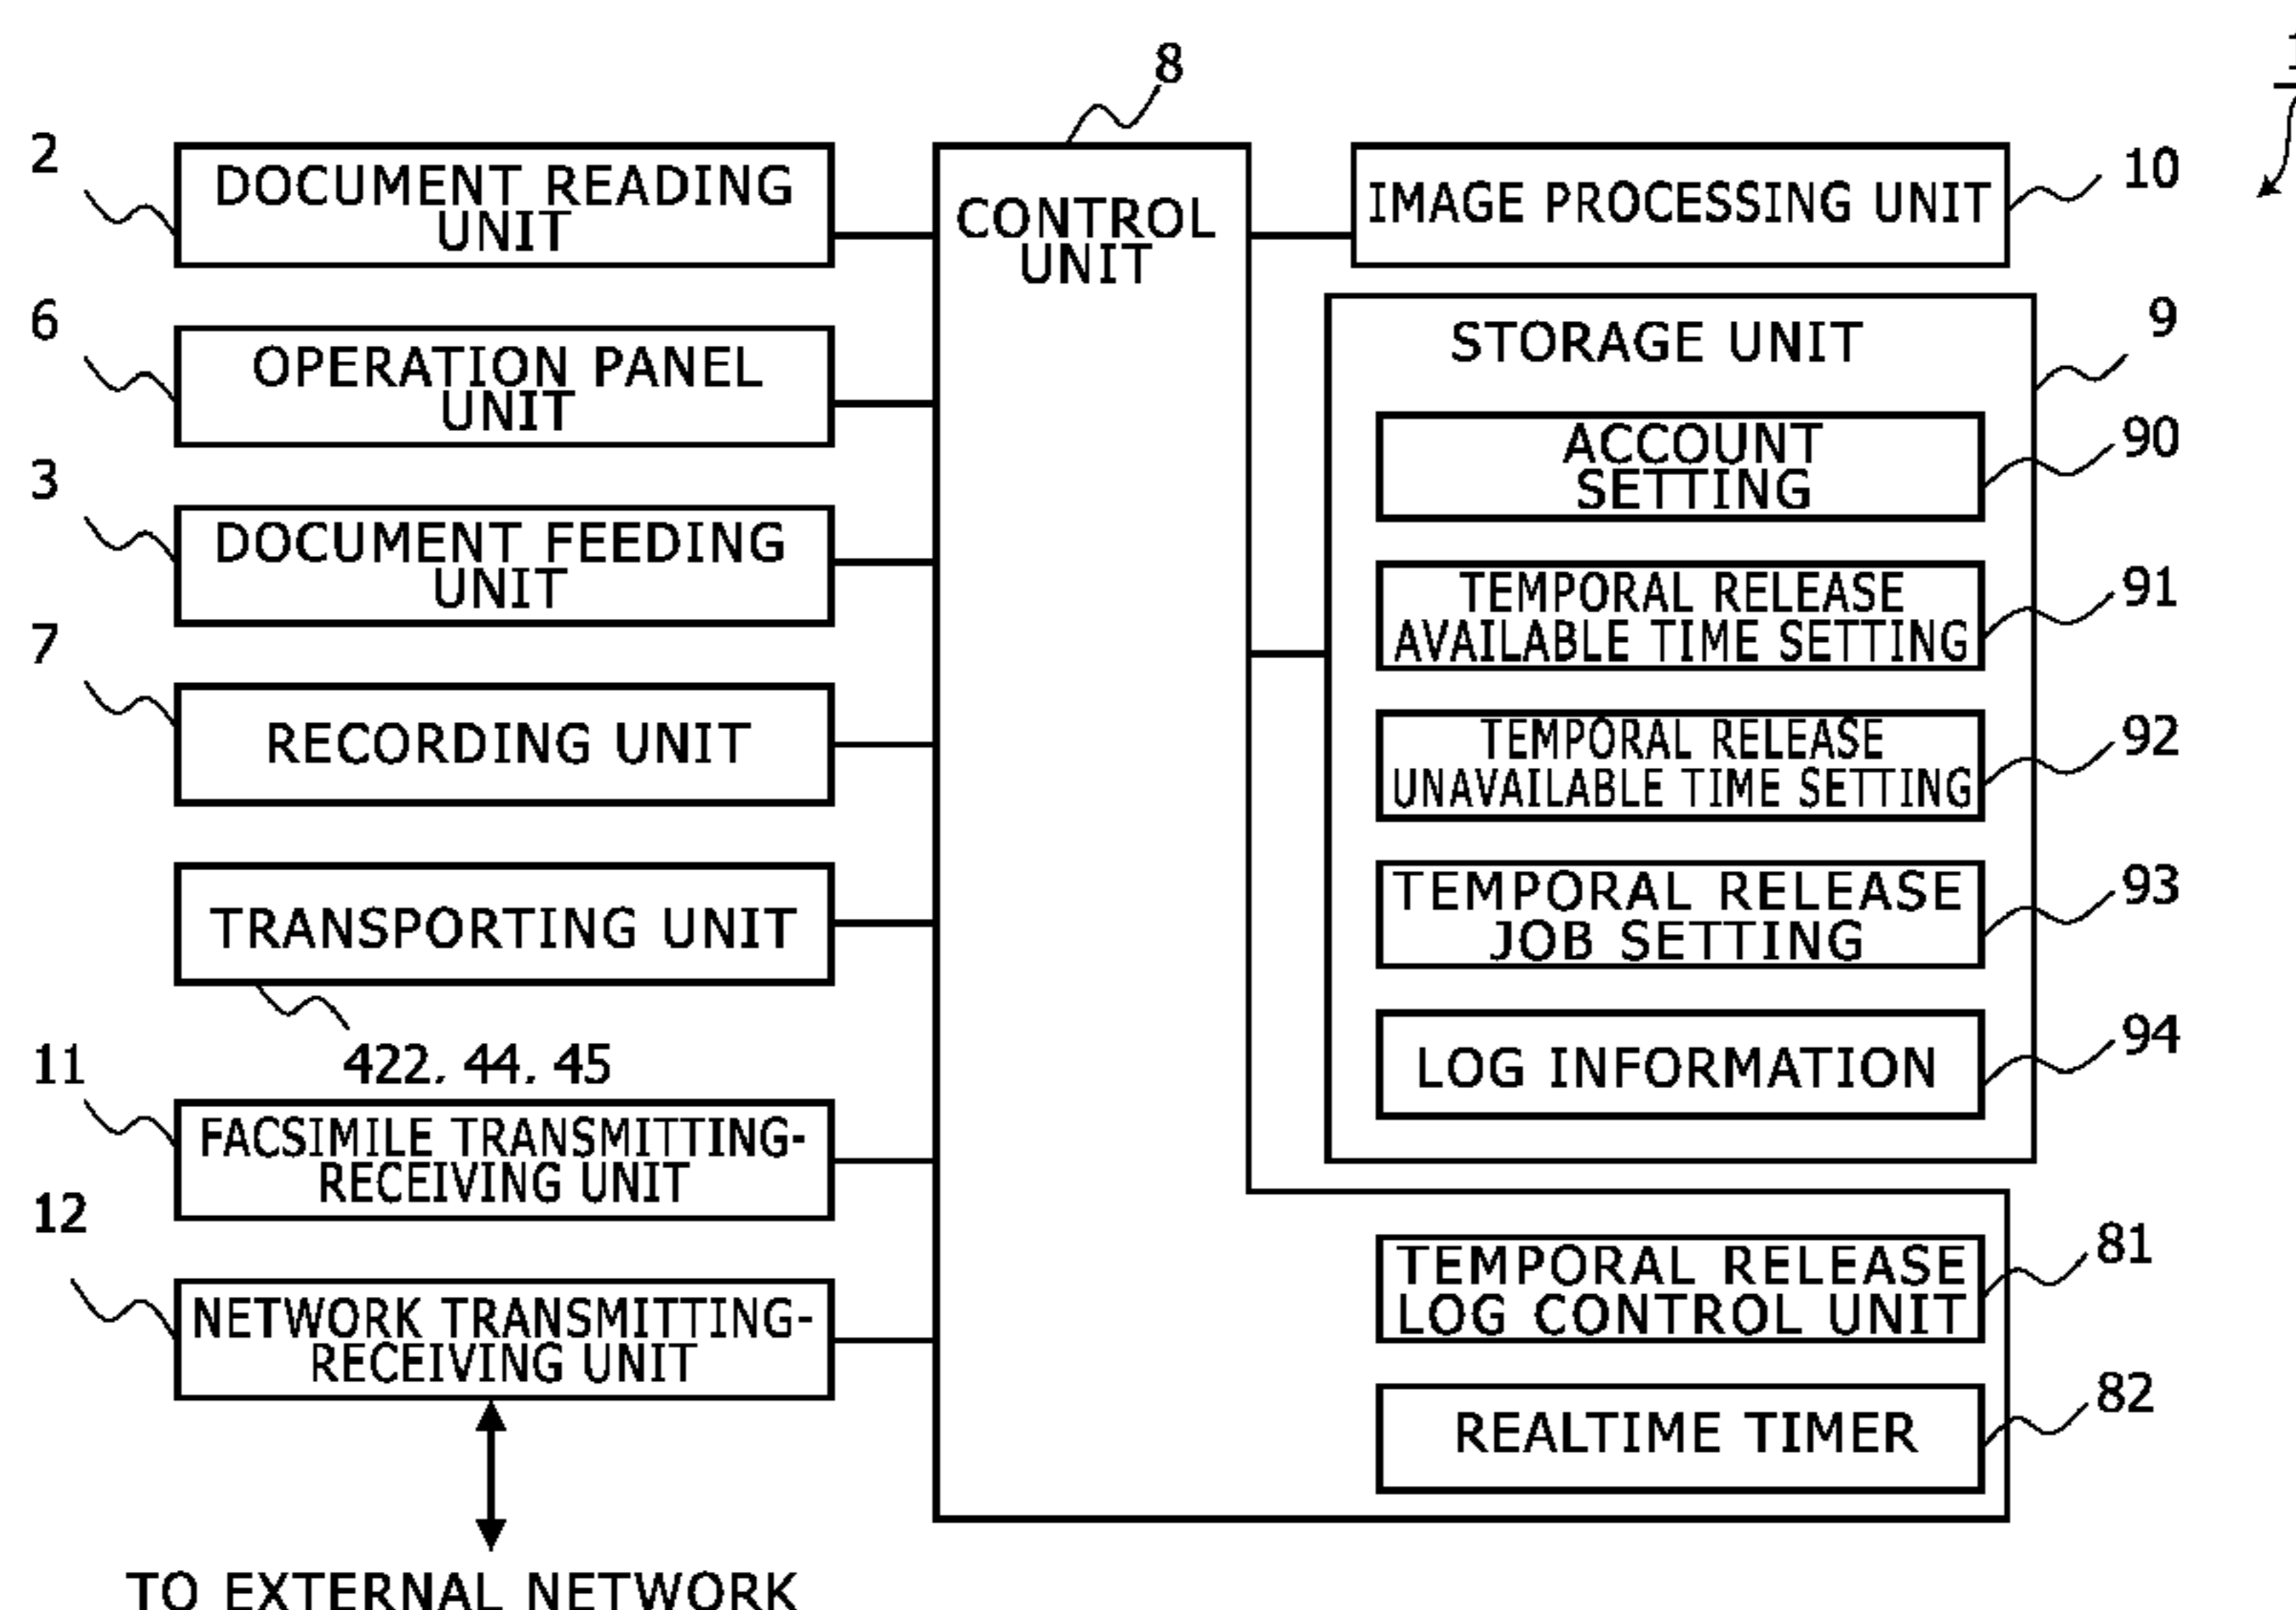 8
1
2
DOCUMENT READING
UNIT
CONTROL
UNIT
IMAGE PROCESSING UNIT
10
6
OPERATION PANEL
UNIT
3
DOCUMENT FEEDING
UNIT
7
RECORDING UNIT
TRANSPORTING UNIT
422, 44, 45
11
FACSIMILE TRANSMITTING-
RECEIVING UNIT
12
NETWORK TRANSMITTING-
RECEIVING UNIT
TO EXTERNAL NETWORK
STORAGE UNIT
9
ACCOUNT
SETTING
90
TEMPORAL RELEASE
AVAILABLE TIME SETTING
91
TEMPORAL RELEASE
UNAVAILABLE TIME SETTING
92
TEMPORAL RELEASE
JOB SETTING
93
LOG INFORMATION
94
TEMPORAL RELEASE
LOG CONTROL UNIT
81
REALTIME TIMER
82